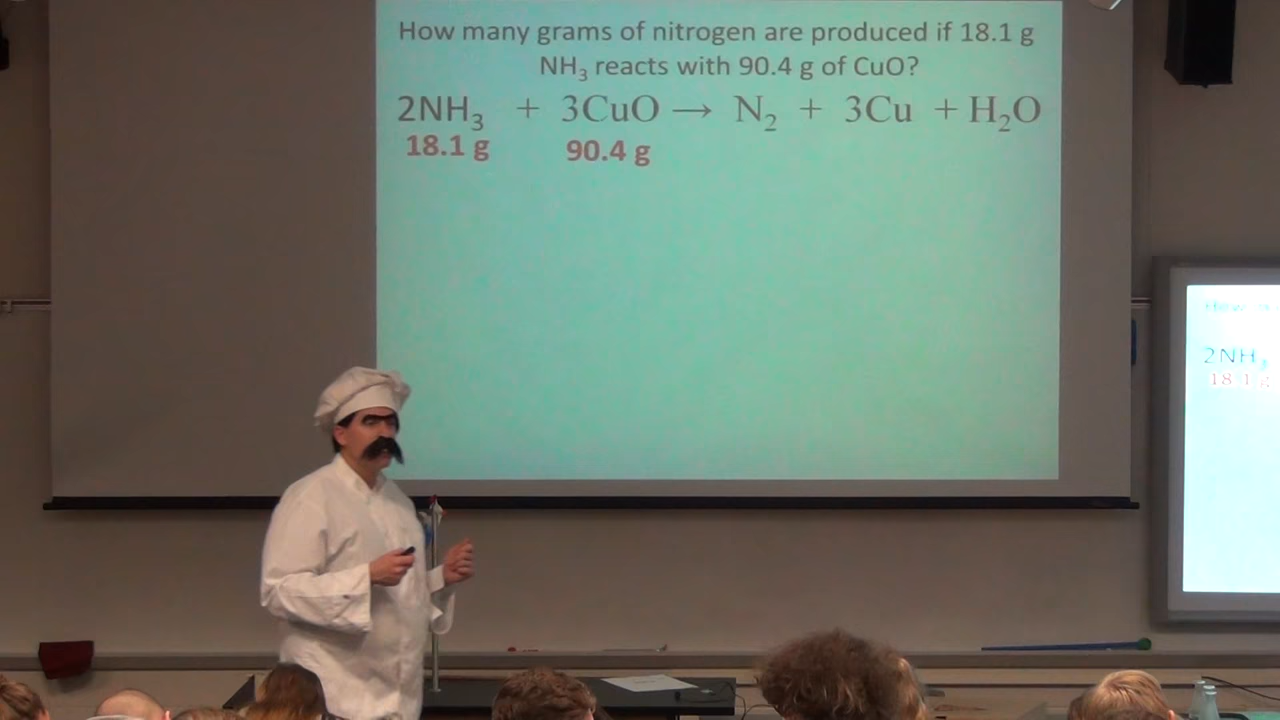 How many grams of nitrogen are produced if 18.1 g
NH₃ reacts with 90.4 g of CuO?
2NH₃ + 3CuO → N₂ + 3Cu + H₂O
18.1 g 90.4 g
2NH₃
18.1 g